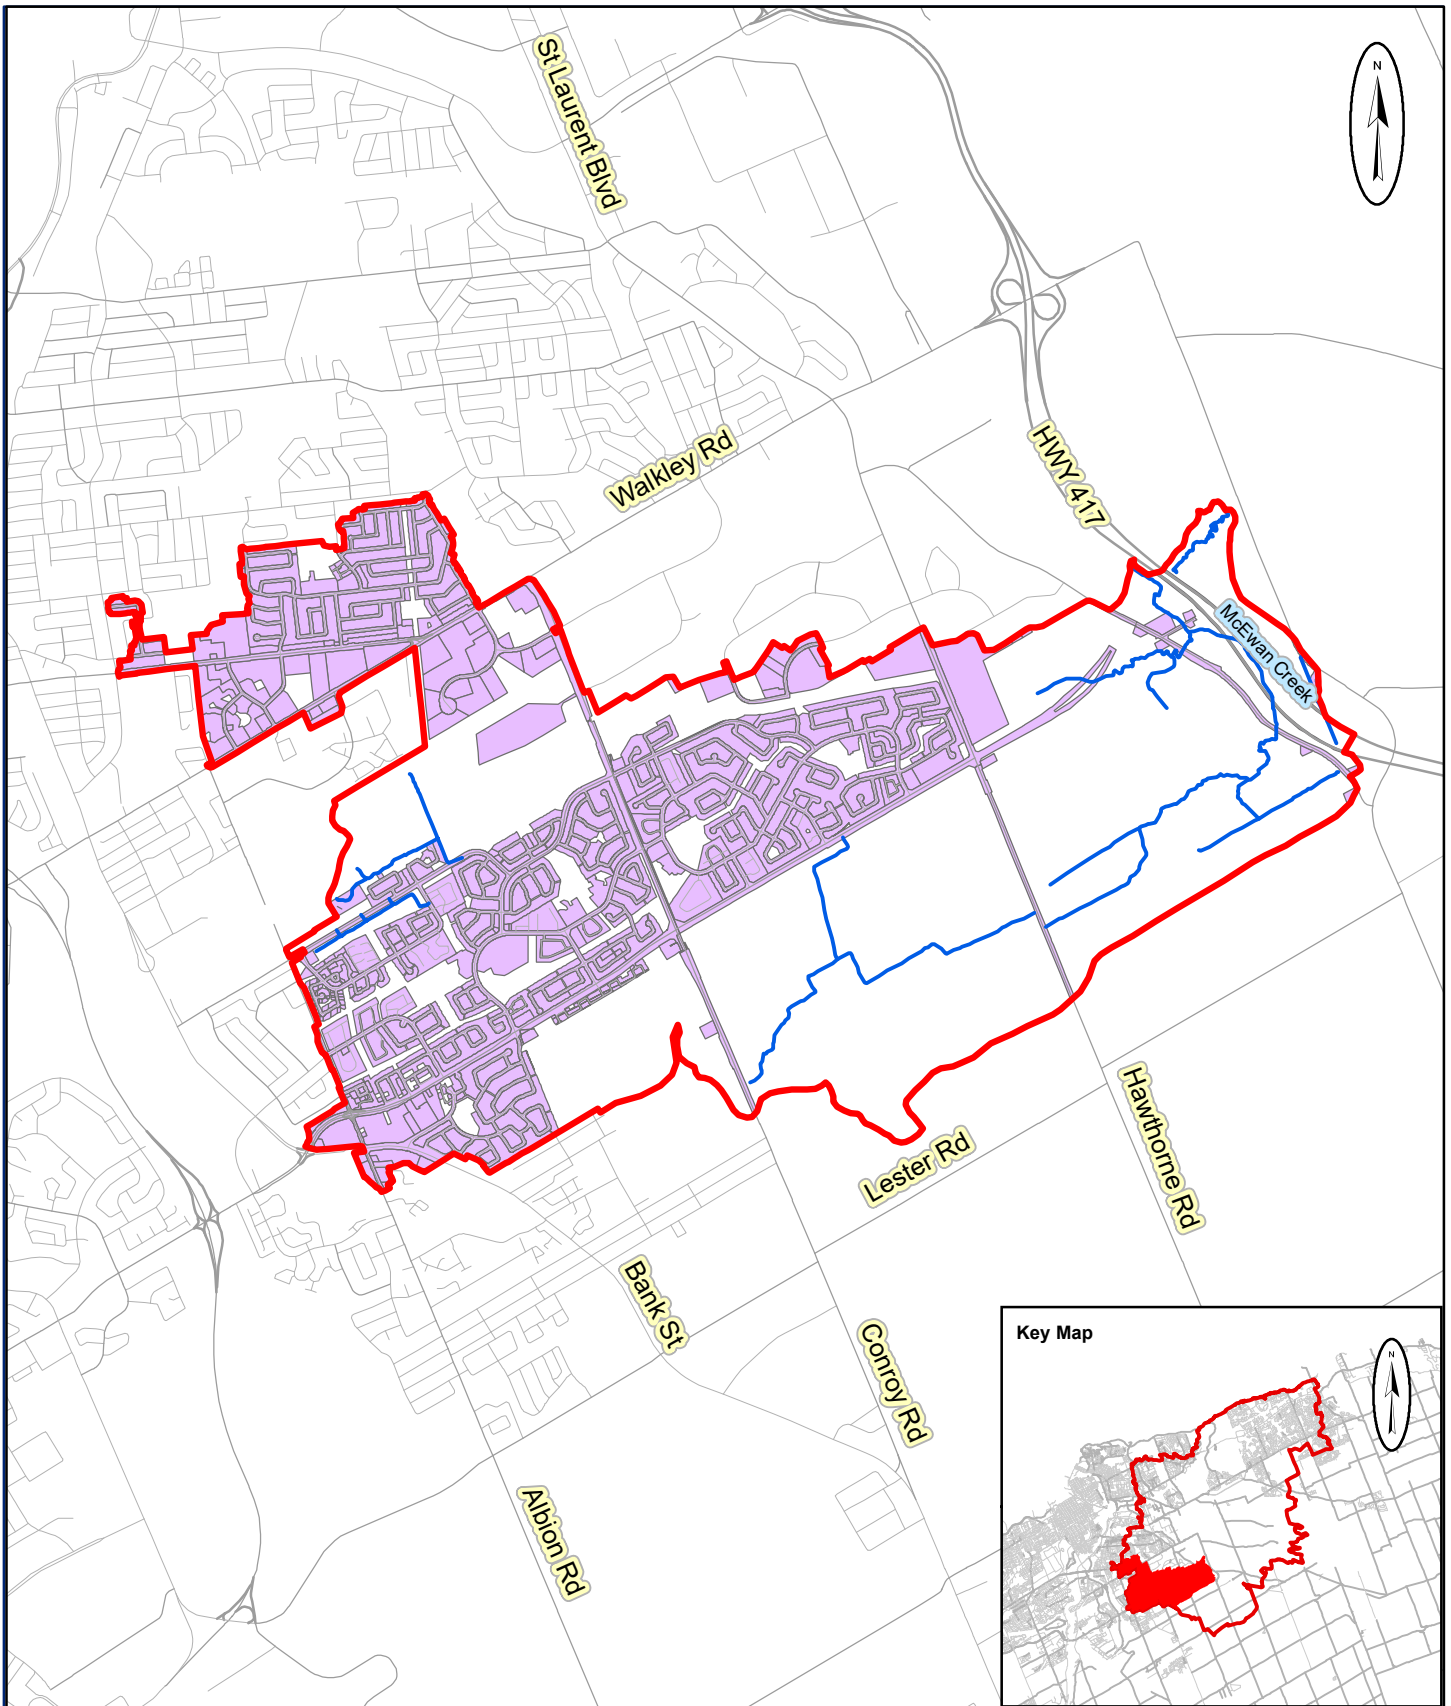 St Laurent Blvd
N
Walkley Rd
HWY 417
McEwan Creek
Hawthorne Rd
Lester Rd
Bank St
Conroy Rd
Albion Rd
Key Map
N